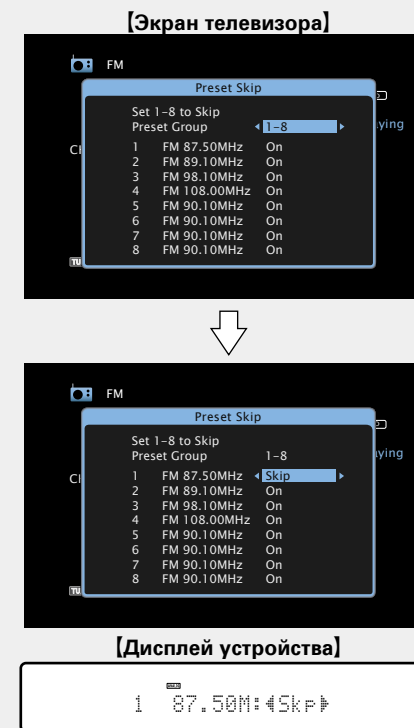 【Экран телевизора】
FM
Preset Skip
Set 1–8 to Skip
Preset Group 1–8
ying
1 FM 87.50MHz On
2 FM 89.10MHz On
3 FM 98.10MHz On
4 FM 108.00MHz On
5 FM 90.10MHz On
6 FM 90.10MHz On
7 FM 90.10MHz On
8 FM 90.10MHz On
TU
FM
Preset Skip
Set 1–8 to Skip
Preset Group 1–8
ying
1 FM 87.50MHz Skip
2 FM 89.10MHz On
3 FM 98.10MHz On
4 FM 108.00MHz On
5 FM 90.10MHz On
6 FM 90.10MHz On
7 FM 90.10MHz On
8 FM 90.10MHz On
TU
【Дисплей устройства】
1 87.50M:Skp